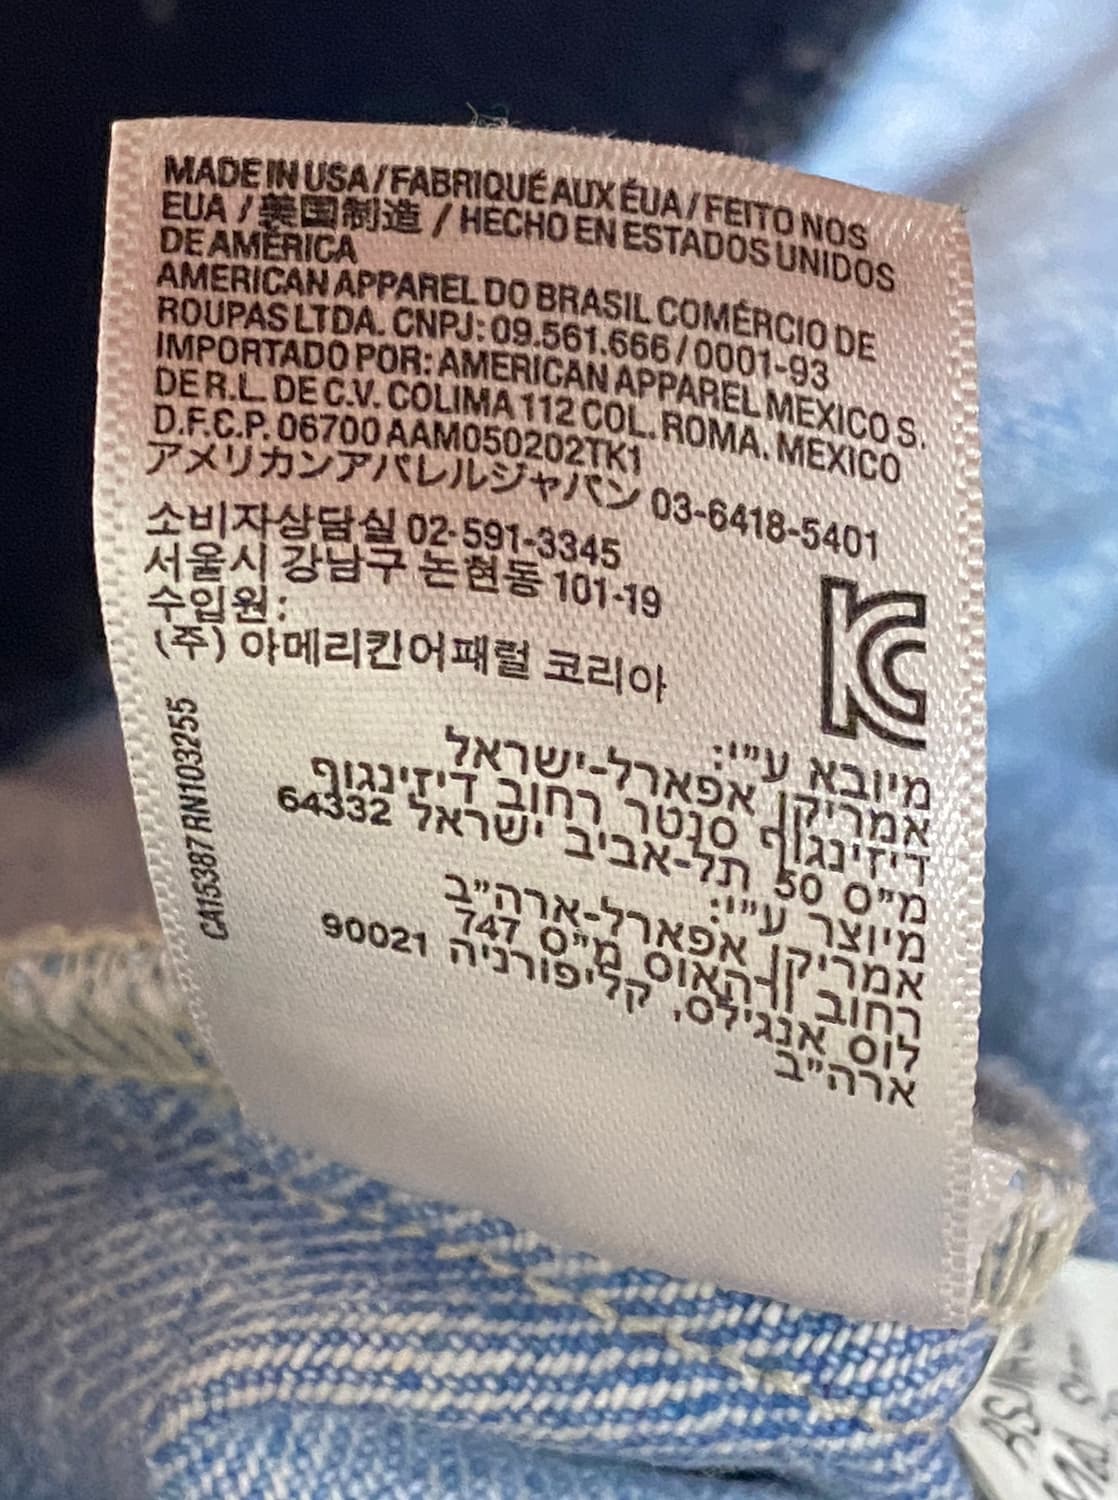 MADE IN USA / FABRIQUÉ AUX ÉUA / FEITO NOS
EUA / 美国制造 / HECHO EN ESTADOS UNIDOS
DE AMÉRICA
AMERICAN APPAREL DO BRASIL COMÉRCIO DE
ROUPAS LTDA. CNPJ: 09.561.666 / 0001-93
IMPORTADO POR: AMERICAN APPAREL MEXICO S.
DE R.L. DE C.V. COLIMA 112 COL. ROMA. MEXICO
D.F.C.P. 06700 AAM050202TK1
アメリカンアパレルジャパン 03-6418-5401
소비자상담실 02-591-3345
서울시 강남구 논현동 101-19
수입원:
(주) 아메리칸어패럴 코리아
KC
CA15387 RN103255
מיובא ע"י:
אמריקן אפארל-ישראל
דיזינגוף סנטר רחוב דיזינגוף
מ"ס 50 תל-אביב ישראל 64332
מיוצר ע"י:
אמריקן אפארל-ארה"ב
רחוב וורהאוס מ"ס 747
לוס אנג'לס, קליפורניה 90021
ארה"ב